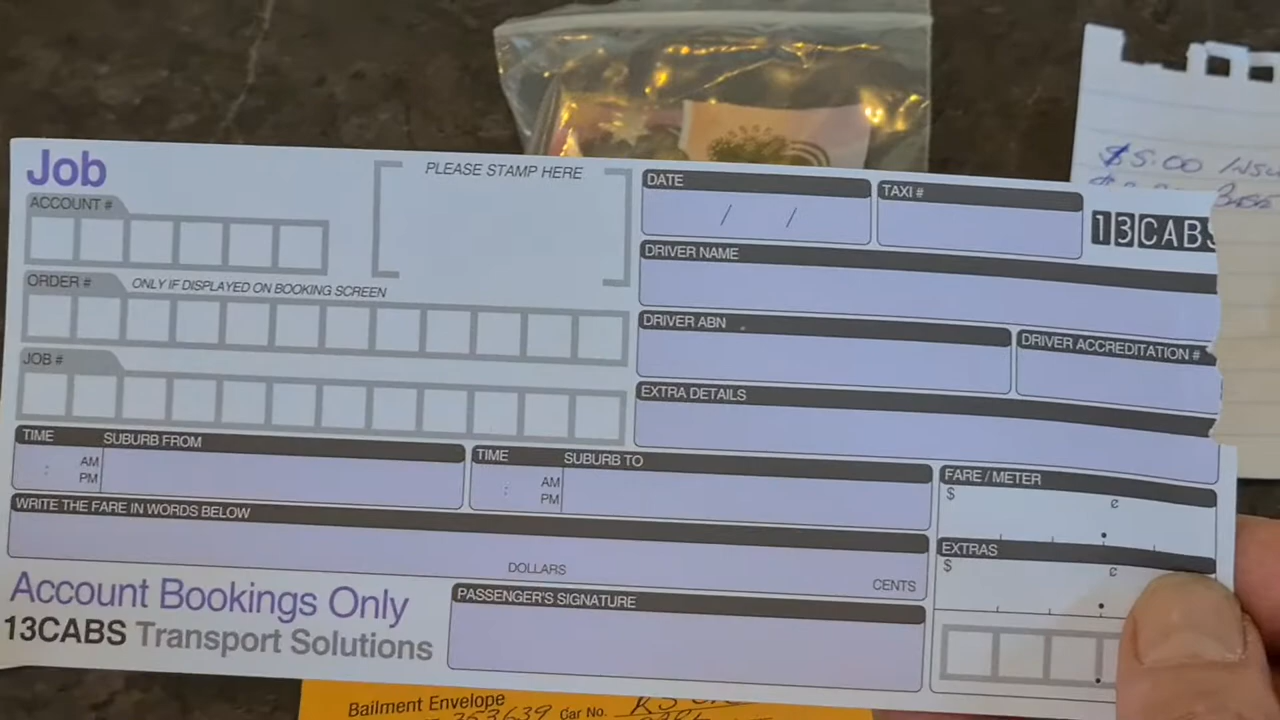 Job
PLEASE STAMP HERE
ACCOUNT #
ORDER # ONLY IF DISPLAYED ON BOOKING SCREEN
JOB #
DATE
/ /
TAXI #
13CABS
DRIVER NAME
DRIVER ABN
DRIVER ACCREDITATION #
EXTRA DETAILS
TIME SUBURB FROM
: AM
PM
TIME SUBURB TO
: AM
PM
FARE / METER
$ ¢
WRITE THE FARE IN WORDS BELOW
DOLLARS CENTS
EXTRAS
$ ¢
Account Bookings Only
13CABS Transport Solutions
PASSENGER'S SIGNATURE
$5.00
Base
Bailment Envelope
353639 Car No.